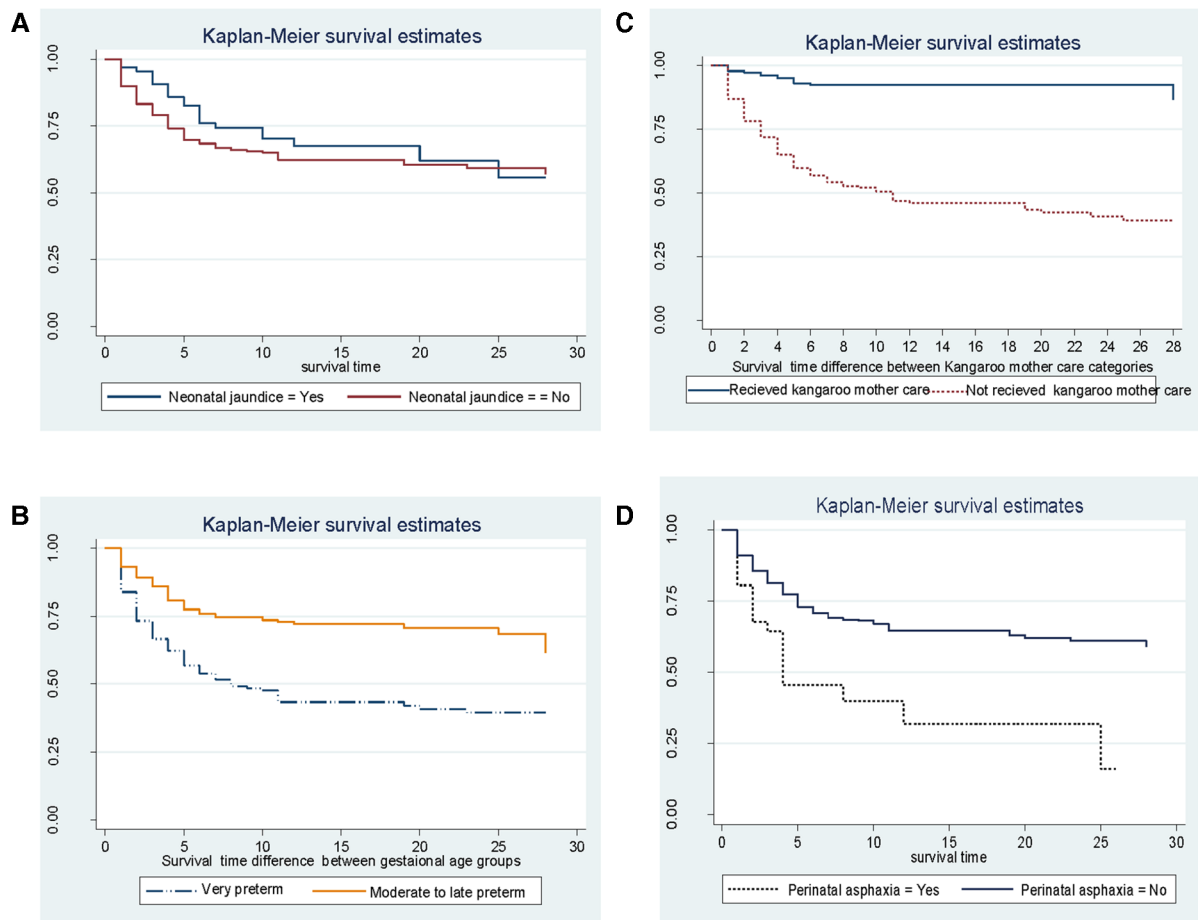 A
Kaplan-Meier survival estimates
1.00
0.75
0.50
0.25
0.00
0 5 10 15 20 25 30
survival time
Neonatal jaundice = Yes Neonatal jaundice = = No
C
Kaplan-Meier survival estimates
1.00
0.75
0.50
0.25
0.00
0 2 4 6 8 10 12 14 16 18 20 22 24 26 28
Survival time difference between Kangaroo mother care categories
Recieved kangaroo mother care Not recieved kangaroo mother care
B
Kaplan-Meier survival estimates
1.00
0.75
0.50
0.25
0.00
0 5 10 15 20 25 30
Survival time difference between gestaional age groups
Very preterm Moderate to late preterm
D
Kaplan-Meier survival estimates
1.00
0.75
0.50
0.25
0.00
0 5 10 15 20 25 30
survival time
Perinatal asphaxia = Yes Perinatal asphaxia = No